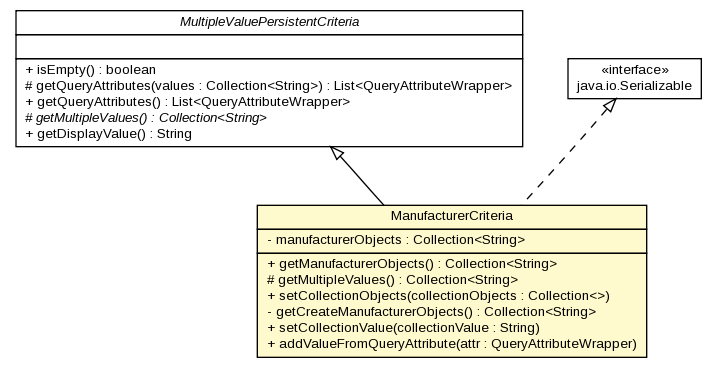 MultipleValuePersistentCriteria
+ isEmpty() : boolean
# getQueryAttributes(values : Collection<String>) : List<QueryAttributeWrapper>
+ getQueryAttributes() : List<QueryAttributeWrapper>
# getMultipleValues() : Collection<String>
+ getDisplayValue() : String
«interface»
java.io.Serializable
ManufacturerCriteria
- manufacturerObjects : Collection<String>
+ getManufacturerObjects() : Collection<String>
# getMultipleValues() : Collection<String>
+ setCollectionObjects(collectionObjects : Collection<>)
- getCreateManufacturerObjects() : Collection<String>
+ setCollectionValue(collectionValue : String)
+ addValueFromQueryAttribute(attr : QueryAttributeWrapper)